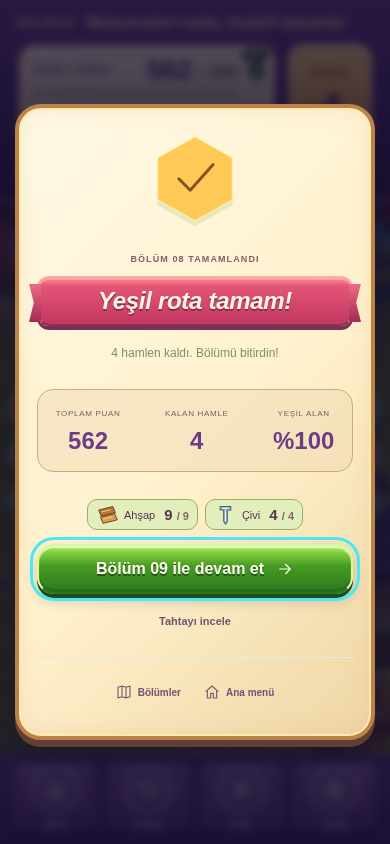 BÖLÜM 08 TAMAMLANDI
Yeşil rota tamam!
4 hamlen kaldı. Bölümü bitirdin!
TOPLAM PUAN KALAN HAMLE YEŞİL ALAN
562 4 %100
Ahşap 9 / 9 Çivi 4 / 4
Bölüm 09 ile devam et →
Tahtayı incele
Bölümler Ana menü